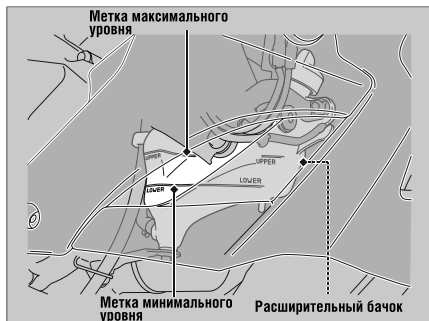 Метка максимального
уровня
UPPER
UPPER
LOWER
LOWER
Метка минимального
уровня
Расширительный бачок